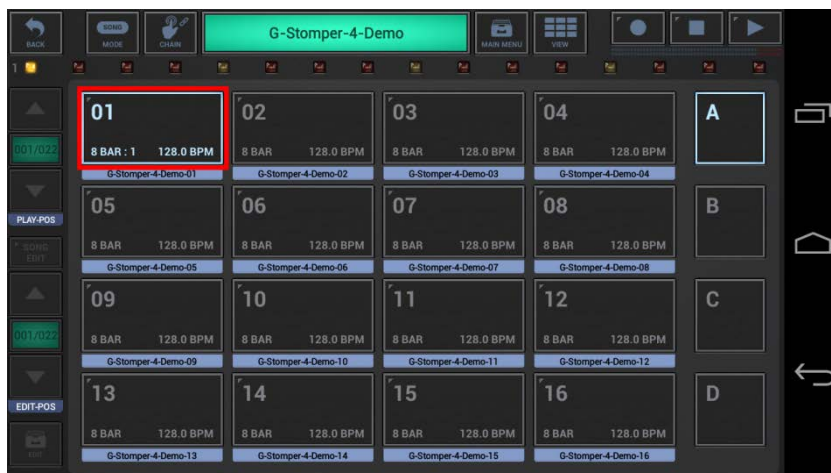 BACK
SONG
MODE
CHAIN
G-Stomper-4-Demo
MAIN MENU
VIEW
1
01
8 BAR : 1 128.0 BPM
G-Stomper-4-Demo-01
02
8 BAR 128.0 BPM
G-Stomper-4-Demo-02
03
8 BAR 128.0 BPM
G-Stomper-4-Demo-03
04
8 BAR 128.0 BPM
G-Stomper-4-Demo-04
A
001/022
PLAY-POS
05
8 BAR 128.0 BPM
G-Stomper-4-Demo-05
06
8 BAR 128.0 BPM
G-Stomper-4-Demo-06
07
8 BAR 128.0 BPM
G-Stomper-4-Demo-07
08
8 BAR 128.0 BPM
G-Stomper-4-Demo-08
B
SONG
EDIT
001/022
09
8 BAR 128.0 BPM
G-Stomper-4-Demo-09
10
8 BAR 128.0 BPM
G-Stomper-4-Demo-10
11
8 BAR 128.0 BPM
G-Stomper-4-Demo-11
12
8 BAR 128.0 BPM
G-Stomper-4-Demo-12
C
EDIT-POS
13
8 BAR 128.0 BPM
G-Stomper-4-Demo-13
14
8 BAR 128.0 BPM
G-Stomper-4-Demo-14
15
8 BAR 128.0 BPM
G-Stomper-4-Demo-15
16
8 BAR 128.0 BPM
G-Stomper-4-Demo-16
D